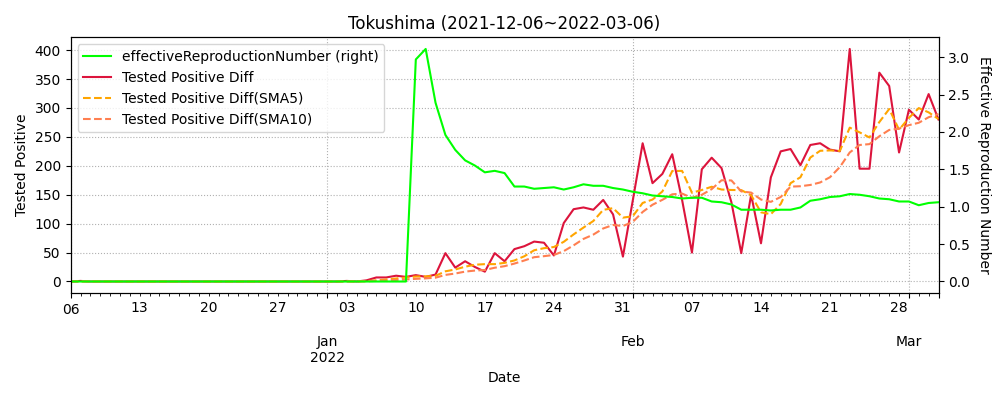 Tokushima (2021-12-06~2022-03-06)
effectiveReproductionNumber (right)
Tested Positive Diff
Tested Positive Diff(SMA5)
Tested Positive Diff(SMA10)
400
350
300
250
200
150
100
50
0
Tested Positive
3.0
2.5
2.0
1.5
1.0
0.5
0.0
Effective Reproduction Number
06 13 20 27 03 10 17 24 31 07 14 21 28
Jan Feb Mar
2022
Date